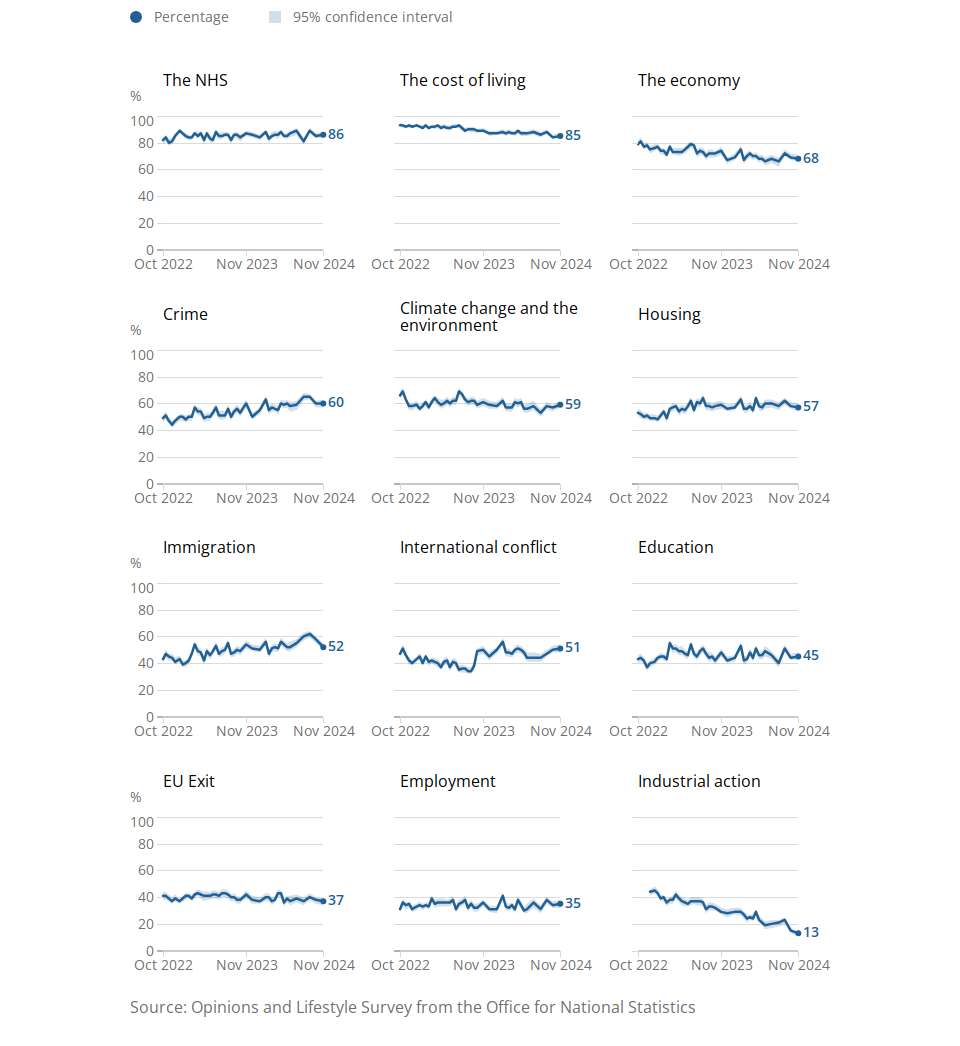 Percentage 95% confidence interval
The NHS The cost of living The economy
%
100
80 86 85 68
60
40
20
0
Oct 2022 Nov 2023 Nov 2024 Oct 2022 Nov 2023 Nov 2024 Oct 2022 Nov 2023 Nov 2024
Crime Climate change and the environment Housing
%
100
80
60 60 59 57
40
20
0
Oct 2022 Nov 2023 Nov 2024 Oct 2022 Nov 2023 Nov 2024 Oct 2022 Nov 2023 Nov 2024
Immigration International conflict Education
%
100
80
60 52 51 45
40
20
0
Oct 2022 Nov 2023 Nov 2024 Oct 2022 Nov 2023 Nov 2024 Oct 2022 Nov 2023 Nov 2024
EU Exit Employment Industrial action
%
100
80
60
40 37 35 13
20
0
Oct 2022 Nov 2023 Nov 2024 Oct 2022 Nov 2023 Nov 2024 Oct 2022 Nov 2023 Nov 2024
Source: Opinions and Lifestyle Survey from the Office for National Statistics